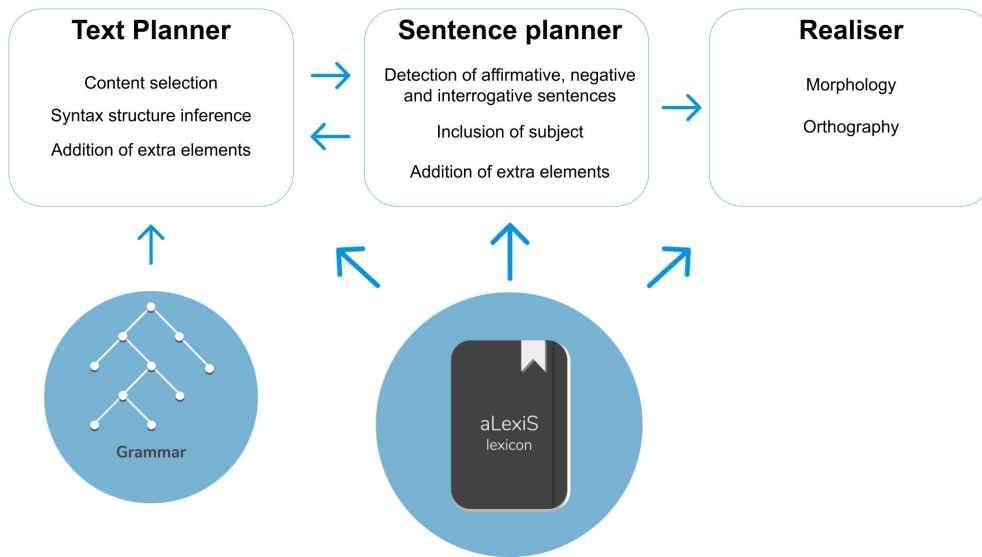 Text Planner
Content selection
Syntax structure inference
Addition of extra elements
Sentence planner
Detection of affirmative, negative
and interrogative sentences
Inclusion of subject
Addition of extra elements
Realiser
Morphology
Orthography
Grammar
aLexiS
lexicon